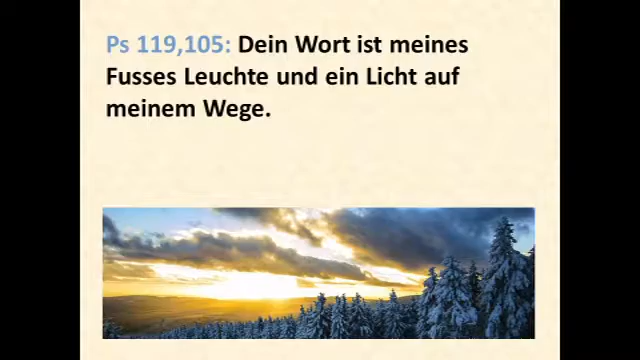 Ps 119,105: Dein Wort ist meines
Fusses Leuchte und ein Licht auf
meinem Wege.